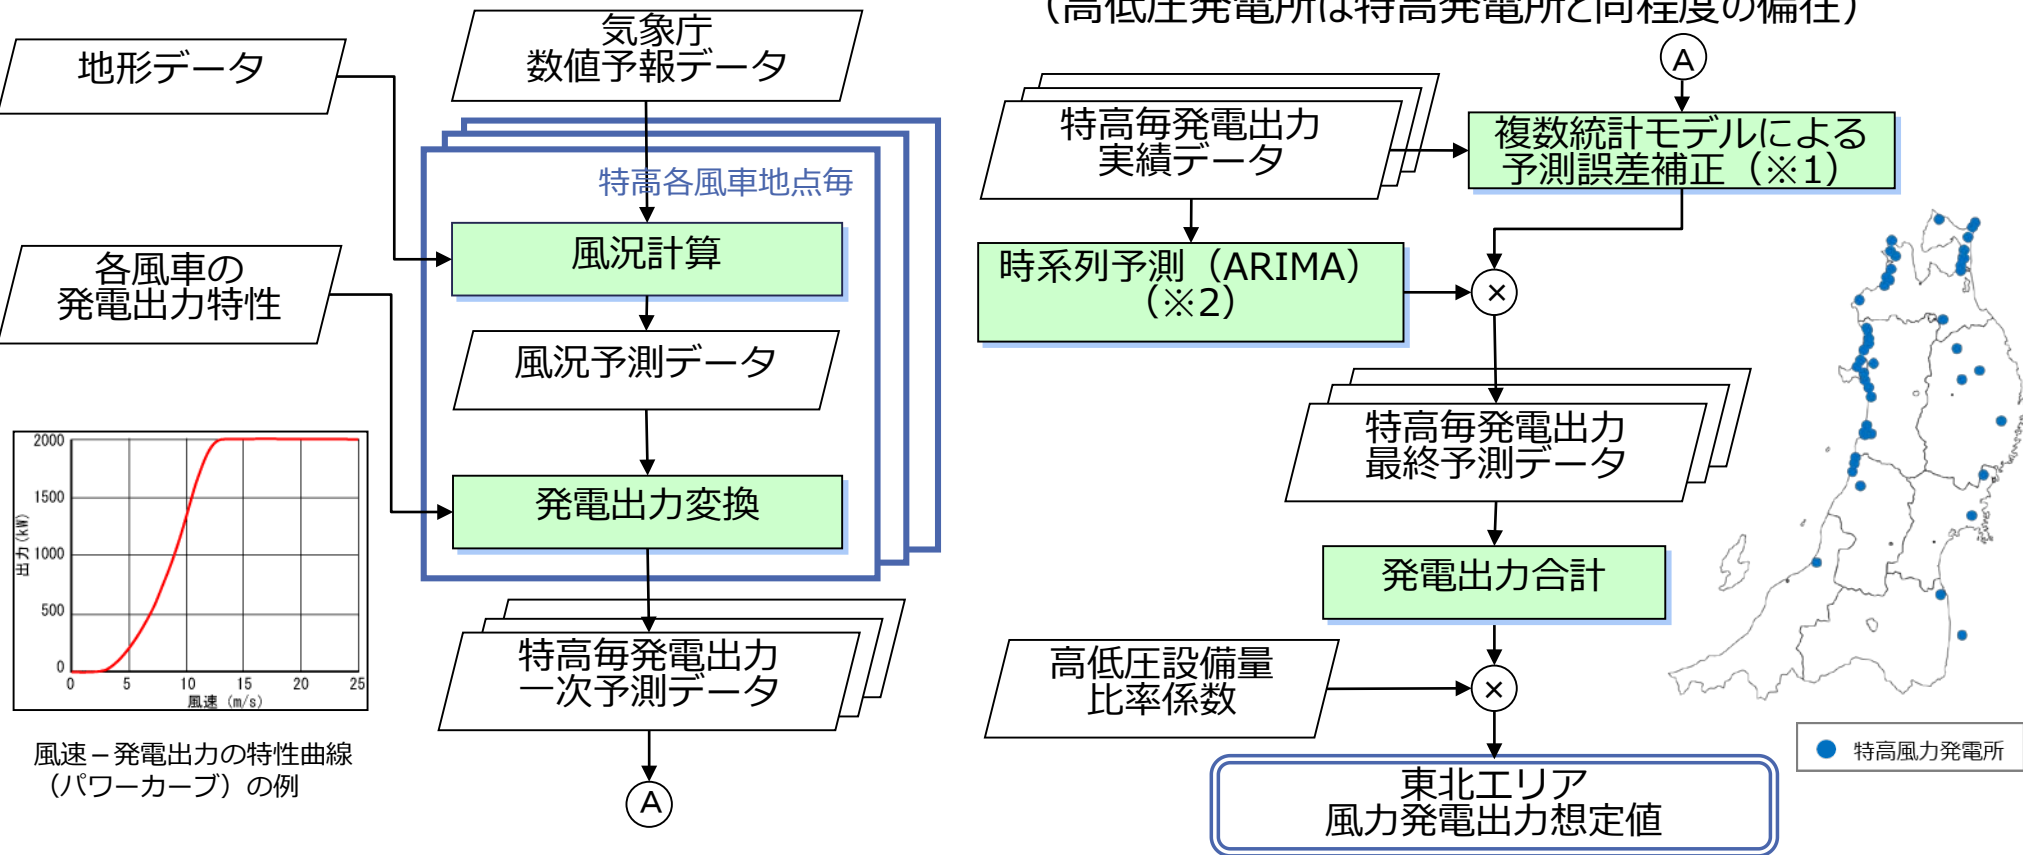 （高低圧発電所は特高発電所と同程度の偏在）
地形データ
気象庁
数値予報データ
特高各風車地点毎
風況計算
各風車の
発電出力特性
風況予測データ
発電出力変換
2000
1500
1000
500
0
出力(kW)
0 5 10 15 20 25
風速 (m/s)
風速－発電出力の特性曲線
（パワーカーブ）の例
特高毎発電出力
一次予測データ
A
A
特高毎発電出力
実績データ
複数統計モデルによる
予測誤差補正（※1）
時系列予測（ARIMA）
（※2）
×
特高毎発電出力
最終予測データ
発電出力合計
高低圧設備量
比率係数
×
東北エリア
風力発電出力想定値
特高風力発電所